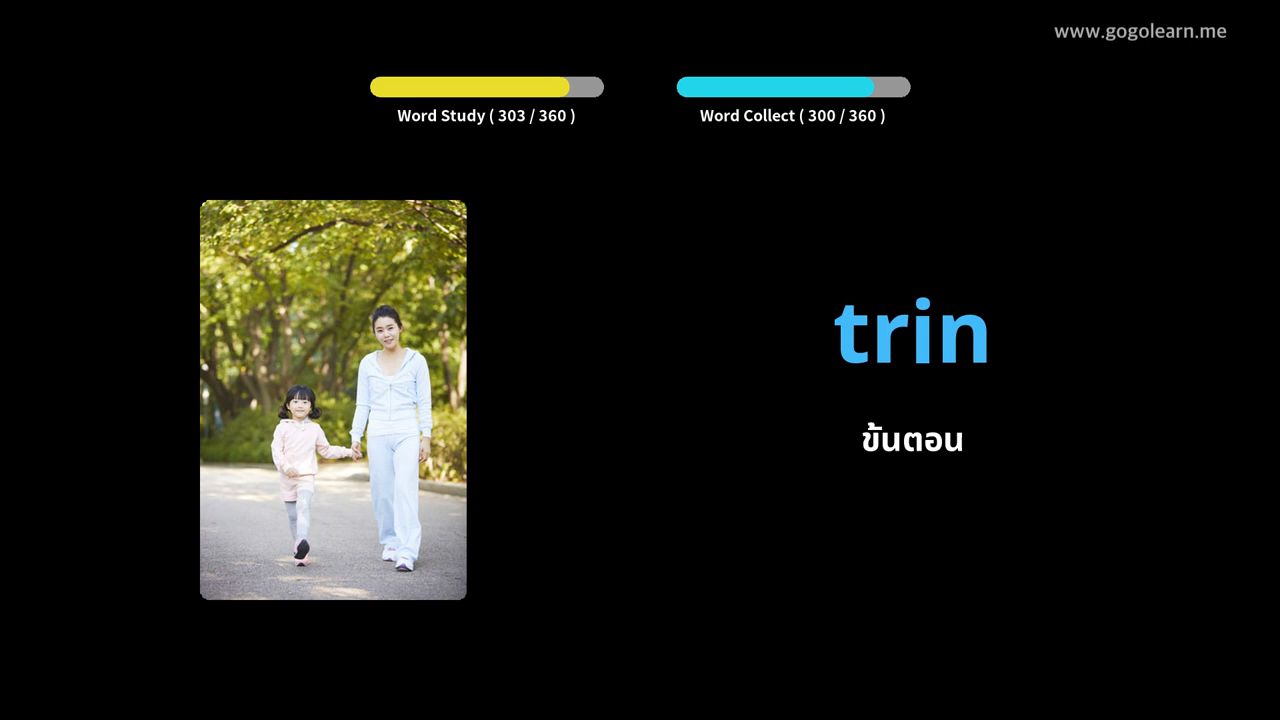 www.gogolearn.me
Word Study ( 303 / 360 )
Word Collect ( 300 / 360 )
trin
ขั้นตอน